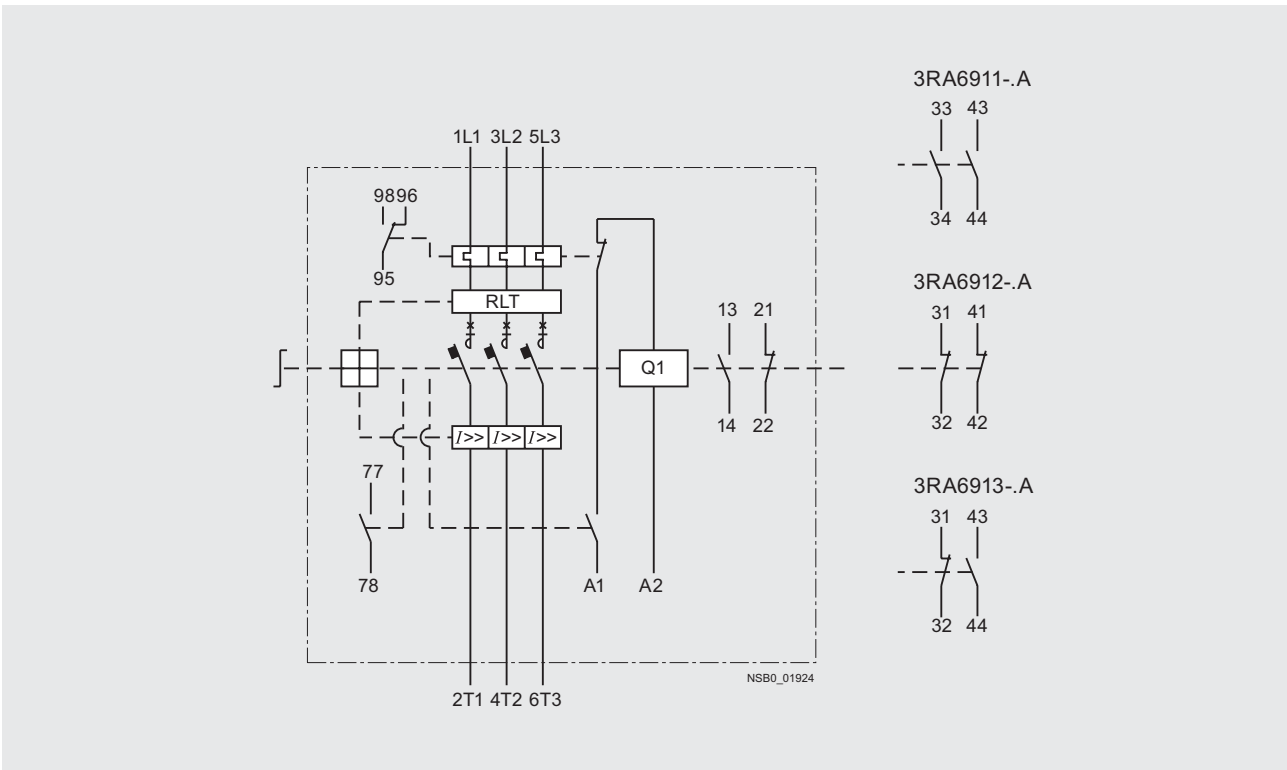 3RA6911-.A
33 43
34 44
1L1 3L2 5L3
9896
95
RLT
3RA6912-.A
31 41
32 42
13 21
Q1
14 22
I>> I>> I>>
77
78
A1 A2
3RA6913-.A
31 43
32 44
NSB0_01924
2T1 4T2 6T3